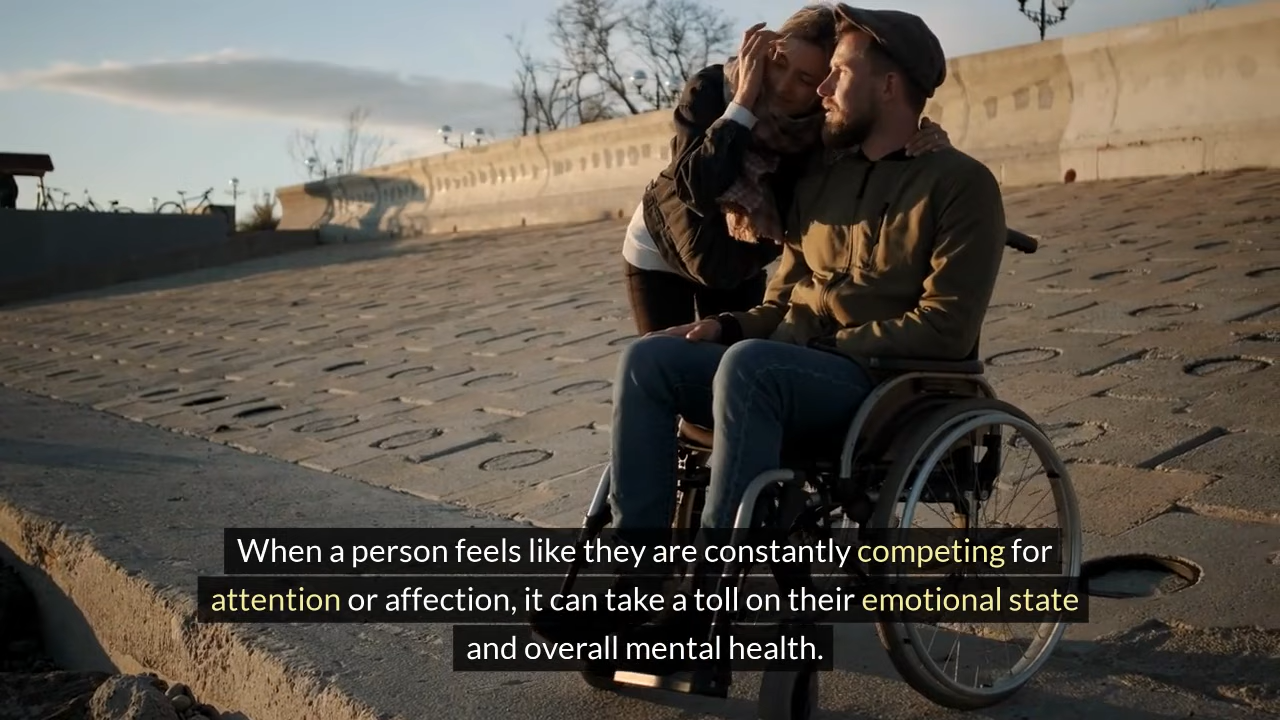 When a person feels like they are constantly competing for
attention or affection, it can take a toll on their emotional state
and overall mental health.